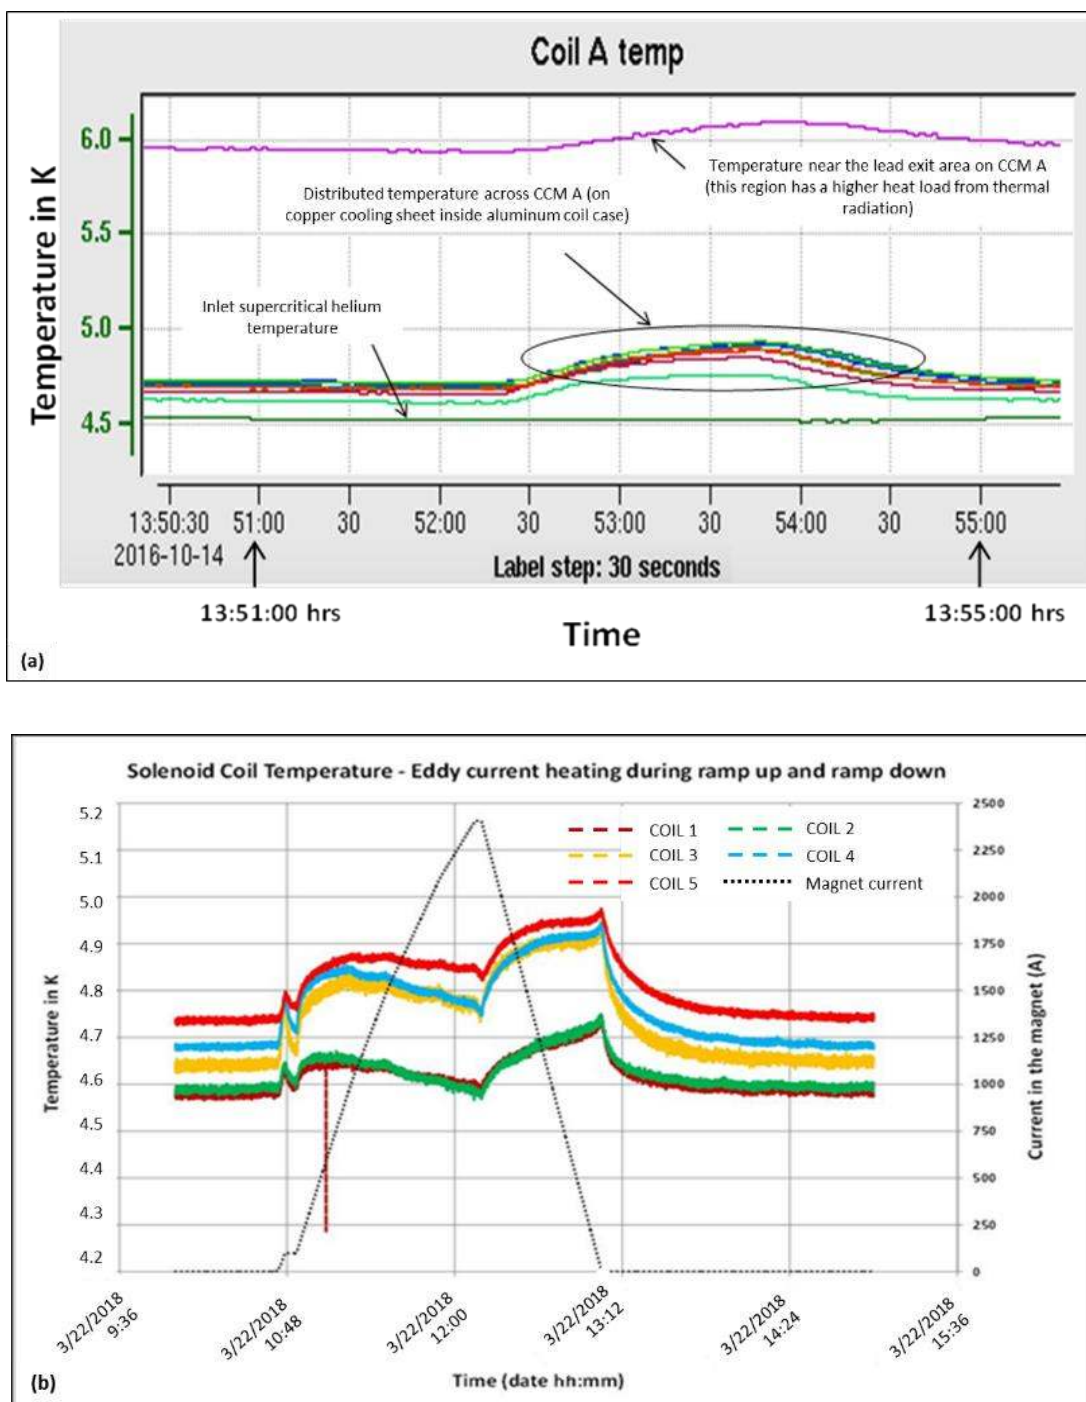 Coil A temp
Temperature in K
6.0
5.5
5.0
4.5
Temperature near the lead exit area on CCM A
(this region has a higher heat load from thermal
radiation)
Distributed temperature across CCM A (on
copper cooling sheet inside aluminum coil case)
Inlet supercritical helium
temperature
13:50:30 51:00 30 52:00 30 53:00 30 54:00 30 55:00
2016-10-14
Label step: 30 seconds
13:51:00 hrs
13:55:00 hrs
Time
(a)
Solenoid Coil Temperature - Eddy current heating during ramp up and ramp down
Temperature in K
5.2
5.1
5.0
4.9
4.8
4.7
4.6
4.5
4.4
4.3
4.2
COIL 1 COIL 2
COIL 3 COIL 4
COIL 5 Magnet current
2500
2250
2000
1750
1500
1250
1000
750
500
250
0
Current in the magnet (A)
3/22/2018
9:36
3/22/2018
10:48
3/22/2018
12:00
3/22/2018
13:12
3/22/2018
14:24
3/22/2018
15:36
Time (date hh:mm)
(b)